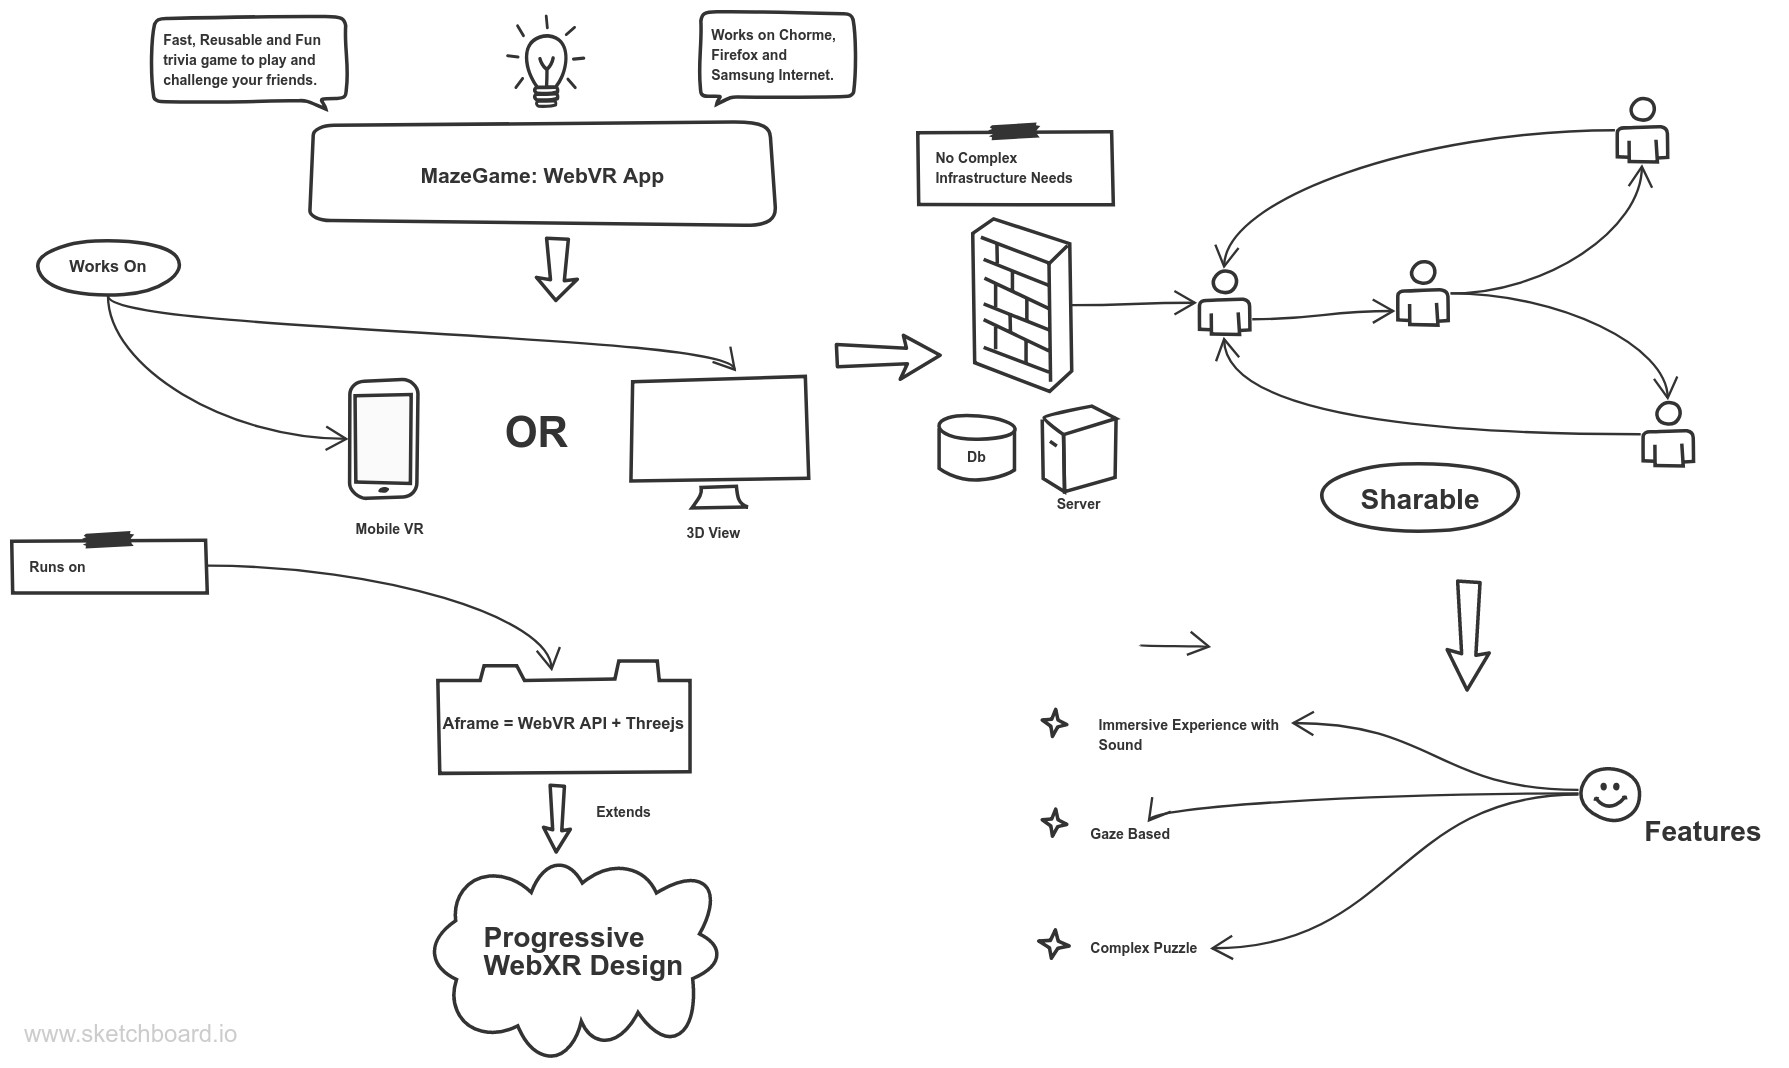 Fast, Reusable and Fun
trivia game to play and
challenge your friends.
Works on Chorme,
Firefox and
Samsung Internet.
MazeGame: WebVR App
No Complex
Infrastructure Needs
Works On
OR
Db
Server
Sharable
Mobile VR
3D View
Runs on
Aframe = WebVR API + Threejs
Extends
Progressive
WebXR Design
Immersive Experience with
Sound
Gaze Based
Features
Complex Puzzle
www.sketchboard.io